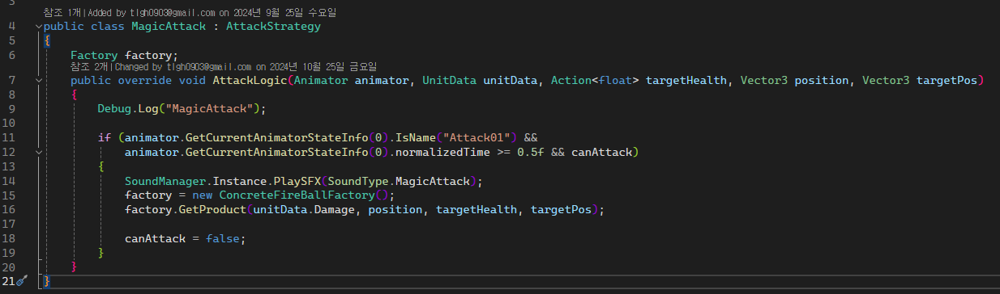 3
참조 1개|Added by tlgh0903@gmail.com on 2024년 9월 25일 수요일
4 public class MagicAttack : AttackStrategy
5 {
6 Factory factory;
참조 2개|Changed by tlgh0903@gmail.com on 2024년 10월 25일 금요일
7 public override void AttackLogic(Animator animator, UnitData unitData, Action<float> targetHealth, Vector3 position, Vector3 targetPos)
8 {
9 Debug.Log("MagicAttack");
10
11 if (animator.GetCurrentAnimatorStateInfo(0).IsName("Attack01") &&
12 animator.GetCurrentAnimatorStateInfo(0).normalizedTime >= 0.5f && canAttack)
13 {
14 SoundManager.Instance.PlaySFX(SoundType.MagicAttack);
15 factory = new ConcreteFireBallFactory();
16 factory.GetProduct(unitData.Damage, position, targetHealth, targetPos);
17
18 canAttack = false;
19 }
20 }
21 }